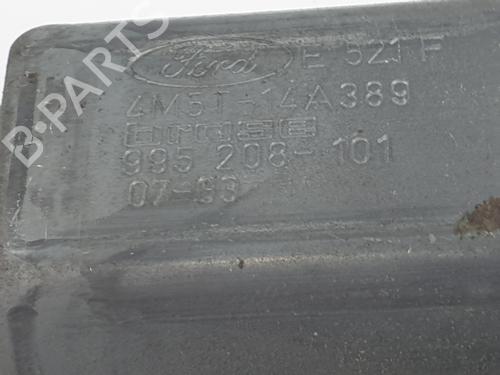 Ford E 521 F
4M5T-14A389
995 208-101
07-03
B-PARTS